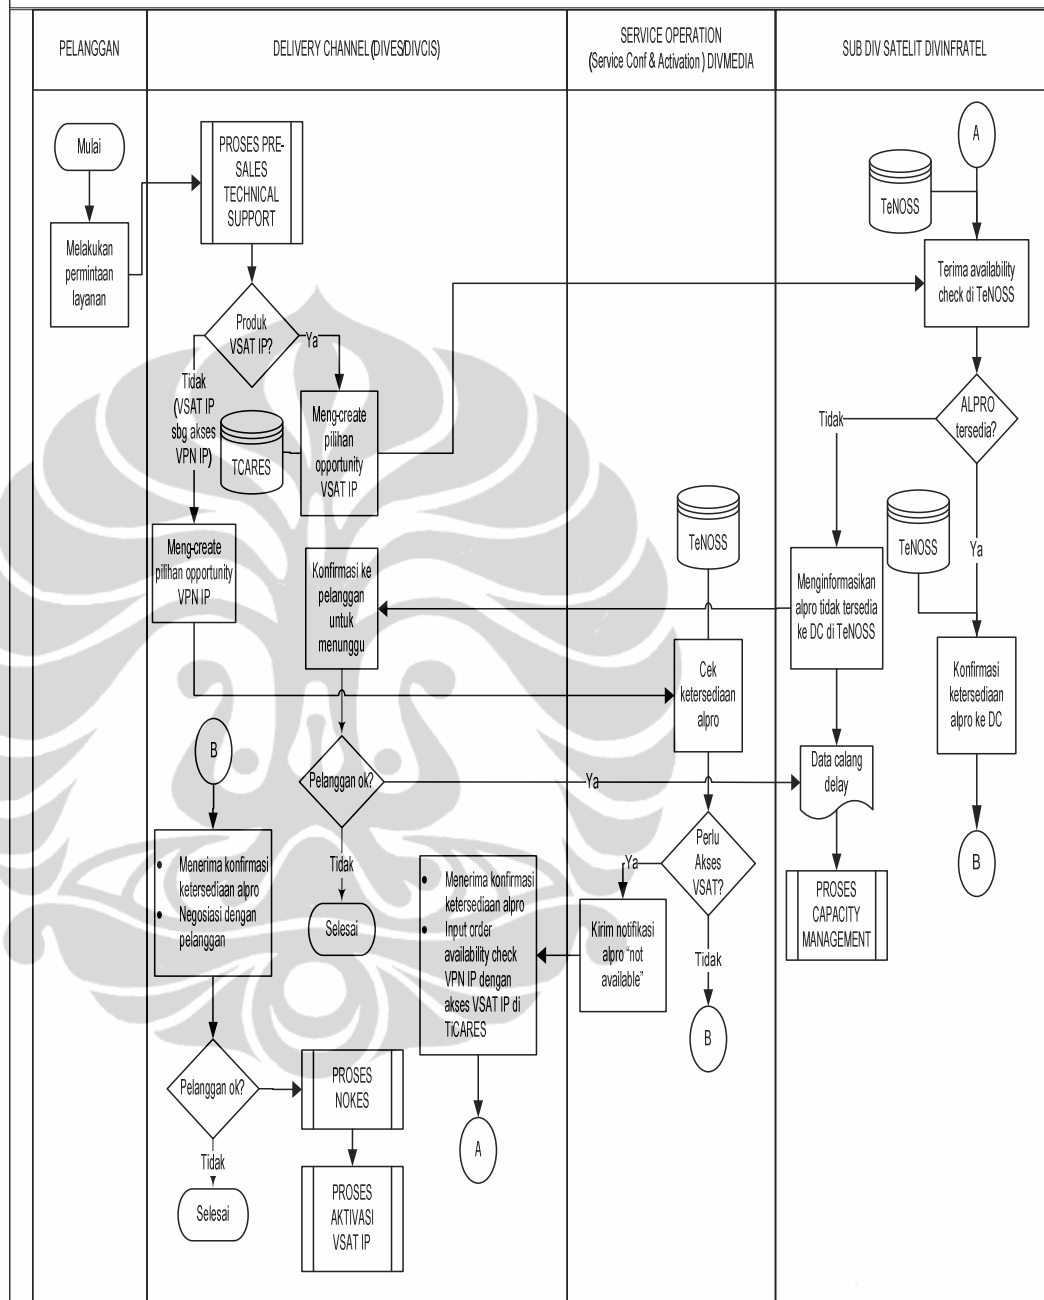 PELANGGAN
DELIVERY CHANNEL (DIVES/DIVCIS)
SERVICE OPERATION
(Service Conf & Activation ) DIVMEDIA
SUB DIV SATELIT DIVINFRATEL
Mulai
Melakukan
permintaan
layanan
PROSES PRE-
SALES
TECHNICAL
SUPPORT
Produk
VSAT IP?
Ya
Tidak
(VSAT IP
sbg akses
VPN IP)
TCARES
Meng-create
pilihan
opportunity
VSAT IP
Meng-create
pilihan opportunity
VPN IP
Konfirmasi ke
pelanggan
untuk
menunggu
Pelanggan ok?
Ya
Tidak
Selesai
B
Menerima konfirmasi
ketersediaan alpro
Negosiasi dengan
pelanggan
Pelanggan ok?
Tidak
Selesai
PROSES
NOKES
PROSES
AKTIVASI
VSAT IP
Menerima konfirmasi
ketersediaan alpro
Input order
availability check
VPN IP dengan
akses VSAT IP di
TiCARES
A
TeNOSS
Cek
ketersediaan
alpro
Perlu
Akses
VSAT?
Ya
Kirim notifikasi
alpro “not
available”
Tidak
B
A
TeNOSS
Terima availability
check di TeNOSS
ALPRO
tersedia?
Tidak
TeNOSS
Ya
Menginformasikan
alpro tidak tersedia
ke DC di TeNOSS
Konfirmasi
ketersediaan
alpro ke DC
Data calang
delay
PROSES
CAPACITY
MANAGEMENT
B